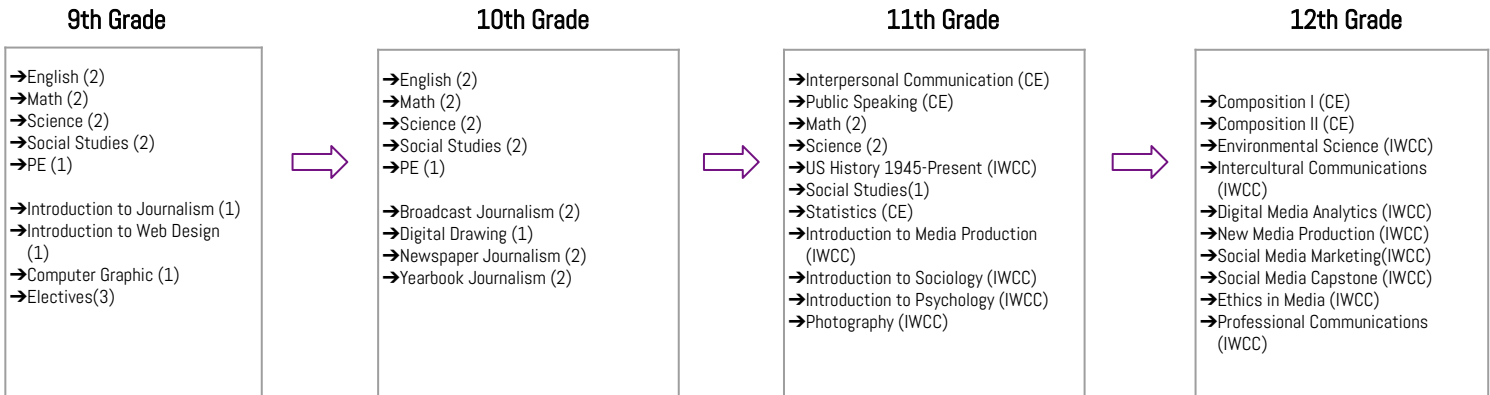 9th Grade
➔English (2)
➔Math (2)
➔Science (2)
➔Social Studies (2)
➔PE (1)
➔Introduction to Journalism (1)
➔Introduction to Web Design
(1)
➔Computer Graphic (1)
➔Electives(3)
10th Grade
➔English (2)
➔Math (2)
➔Science (2)
➔Social Studies (2)
➔PE (1)
➔Broadcast Journalism (2)
➔Digital Drawing (1)
➔Newspaper Journalism (2)
➔Yearbook Journalism (2)
11th Grade
➔Interpersonal Communication (CE)
➔Public Speaking (CE)
➔Math (2)
➔Science (2)
➔US History 1945-Present (IWCC)
➔Social Studies(1)
➔Statistics (CE)
➔Introduction to Media Production
(IWCC)
➔Introduction to Sociology (IWCC)
➔Introduction to Psychology (IWCC)
➔Photography (IWCC)
12th Grade
➔Composition I (CE)
➔Composition II (CE)
➔Environmental Science (IWCC)
➔Intercultural Communications
(IWCC)
➔Digital Media Analytics (IWCC)
➔New Media Production (IWCC)
➔Social Media Marketing(IWCC)
➔Social Media Capstone (IWCC)
➔Ethics in Media (IWCC)
➔Professional Communications
(IWCC)